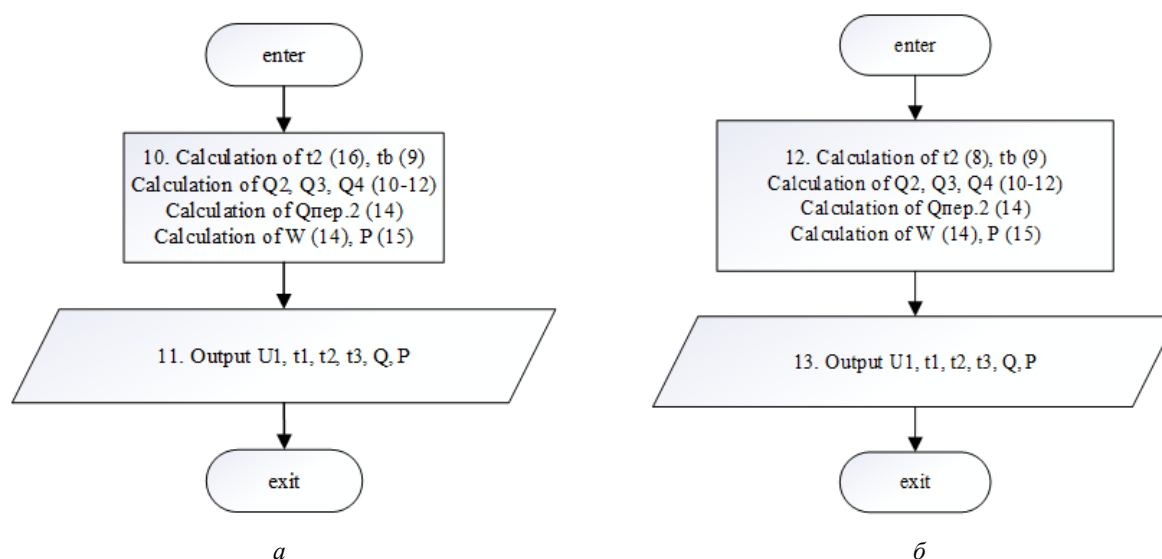 enter
10. Calculation of t2 (16), tb (9)
Calculation of Q2, Q3, Q4 (10-12)
Calculation of Qпер.2 (14)
Calculation of W (14), P (15)
11. Output U1, t1, t2, t3, Q, P
exit
а
enter
12. Calculation of t2 (8), tb (9)
Calculation of Q2, Q3, Q4 (10-12)
Calculation of Qпер.2 (14)
Calculation of W (14), P (15)
13. Output U1, t1, t2, t3, Q, P
exit
б